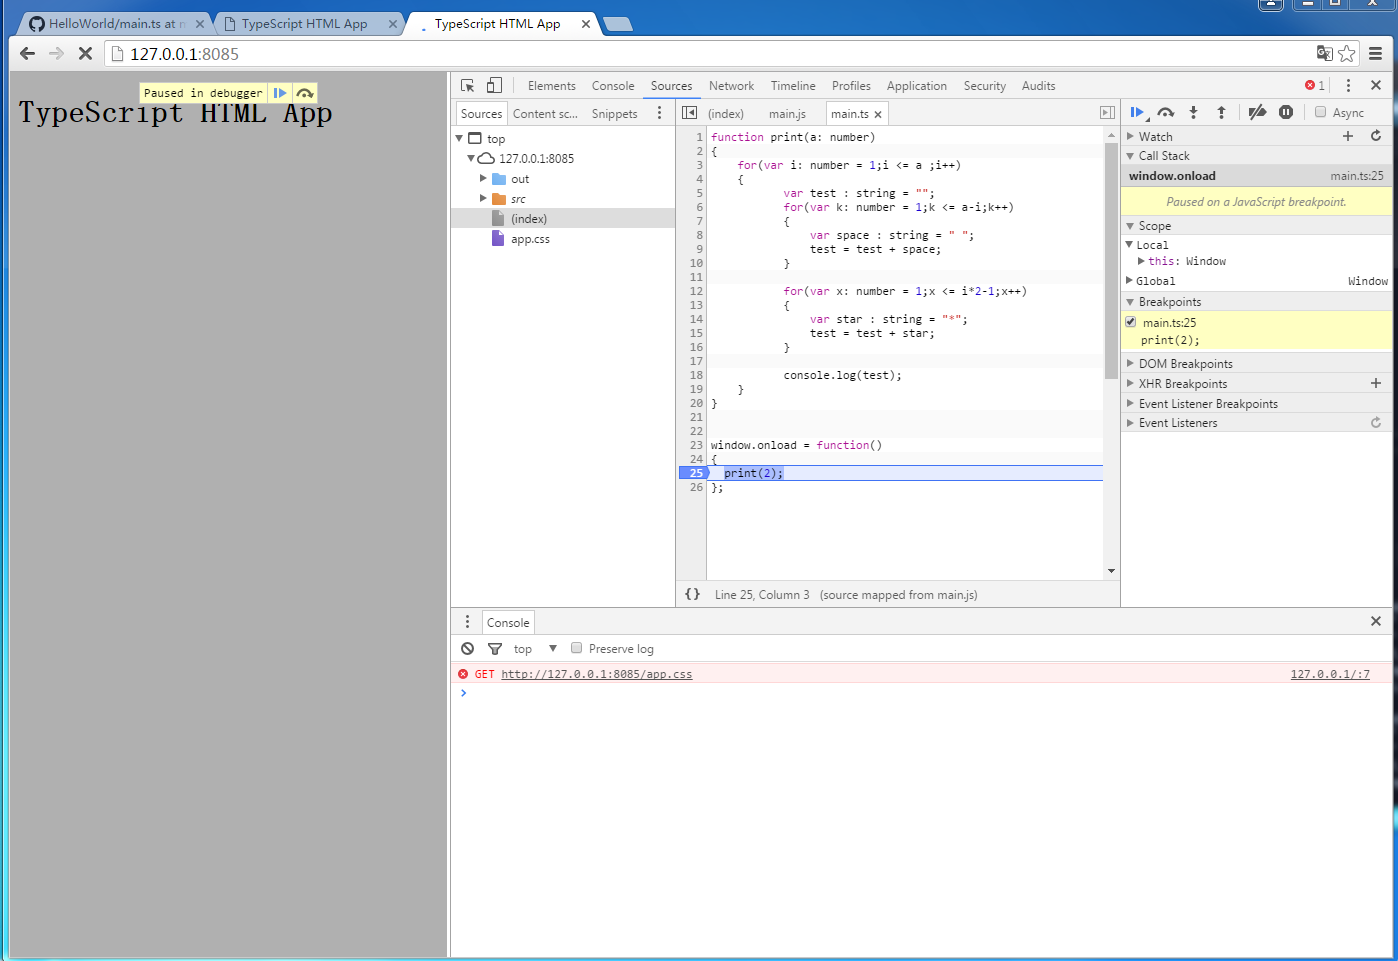 HelloWorld/main.ts at m
TypeScript HTML App
TypeScript HTML App
127.0.0.1:8085
Paused in debugger
TypeScript HTML App
Elements Console Sources Network Timeline Profiles Application Security Audits 1
Sources Content sc... Snippets
top
127.0.0.1:8085
out
src
(index)
app.css
(index) main.js main.ts
1 function print(a: number)
2 {
3 for(var i: number = 1;i <= a ;i++)
4 {
5 var test : string = "";
6 for(var k: number = 1;k <= a-i;k++)
7 {
8 var space : string = " ";
9 test = test + space;
10 }
11
12 for(var x: number = 1;x <= i*2-1;x++)
13 {
14 var star : string = "*";
15 test = test + star;
16 }
17
18 console.log(test);
19 }
20 }
21
22
23 window.onload = function()
24 {
25 print(2);
26 };
{} Line 25, Column 3 (source mapped from main.js)
Async
Watch
Call Stack
window.onload main.ts:25
Paused on a JavaScript breakpoint.
Scope
Local
this: Window
Global Window
Breakpoints
main.ts:25
print(2);
DOM Breakpoints
XHR Breakpoints
Event Listener Breakpoints
Event Listeners
Console
top Preserve log
GET http://127.0.0.1:8085/app.css 127.0.0.1/:7